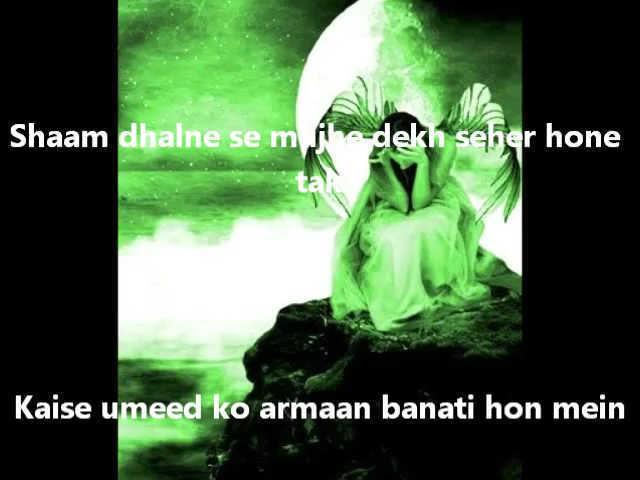 Shaam dhalne se mujhe dekh seher hone
tak
Kaise umeed ko armaan banati hon mein